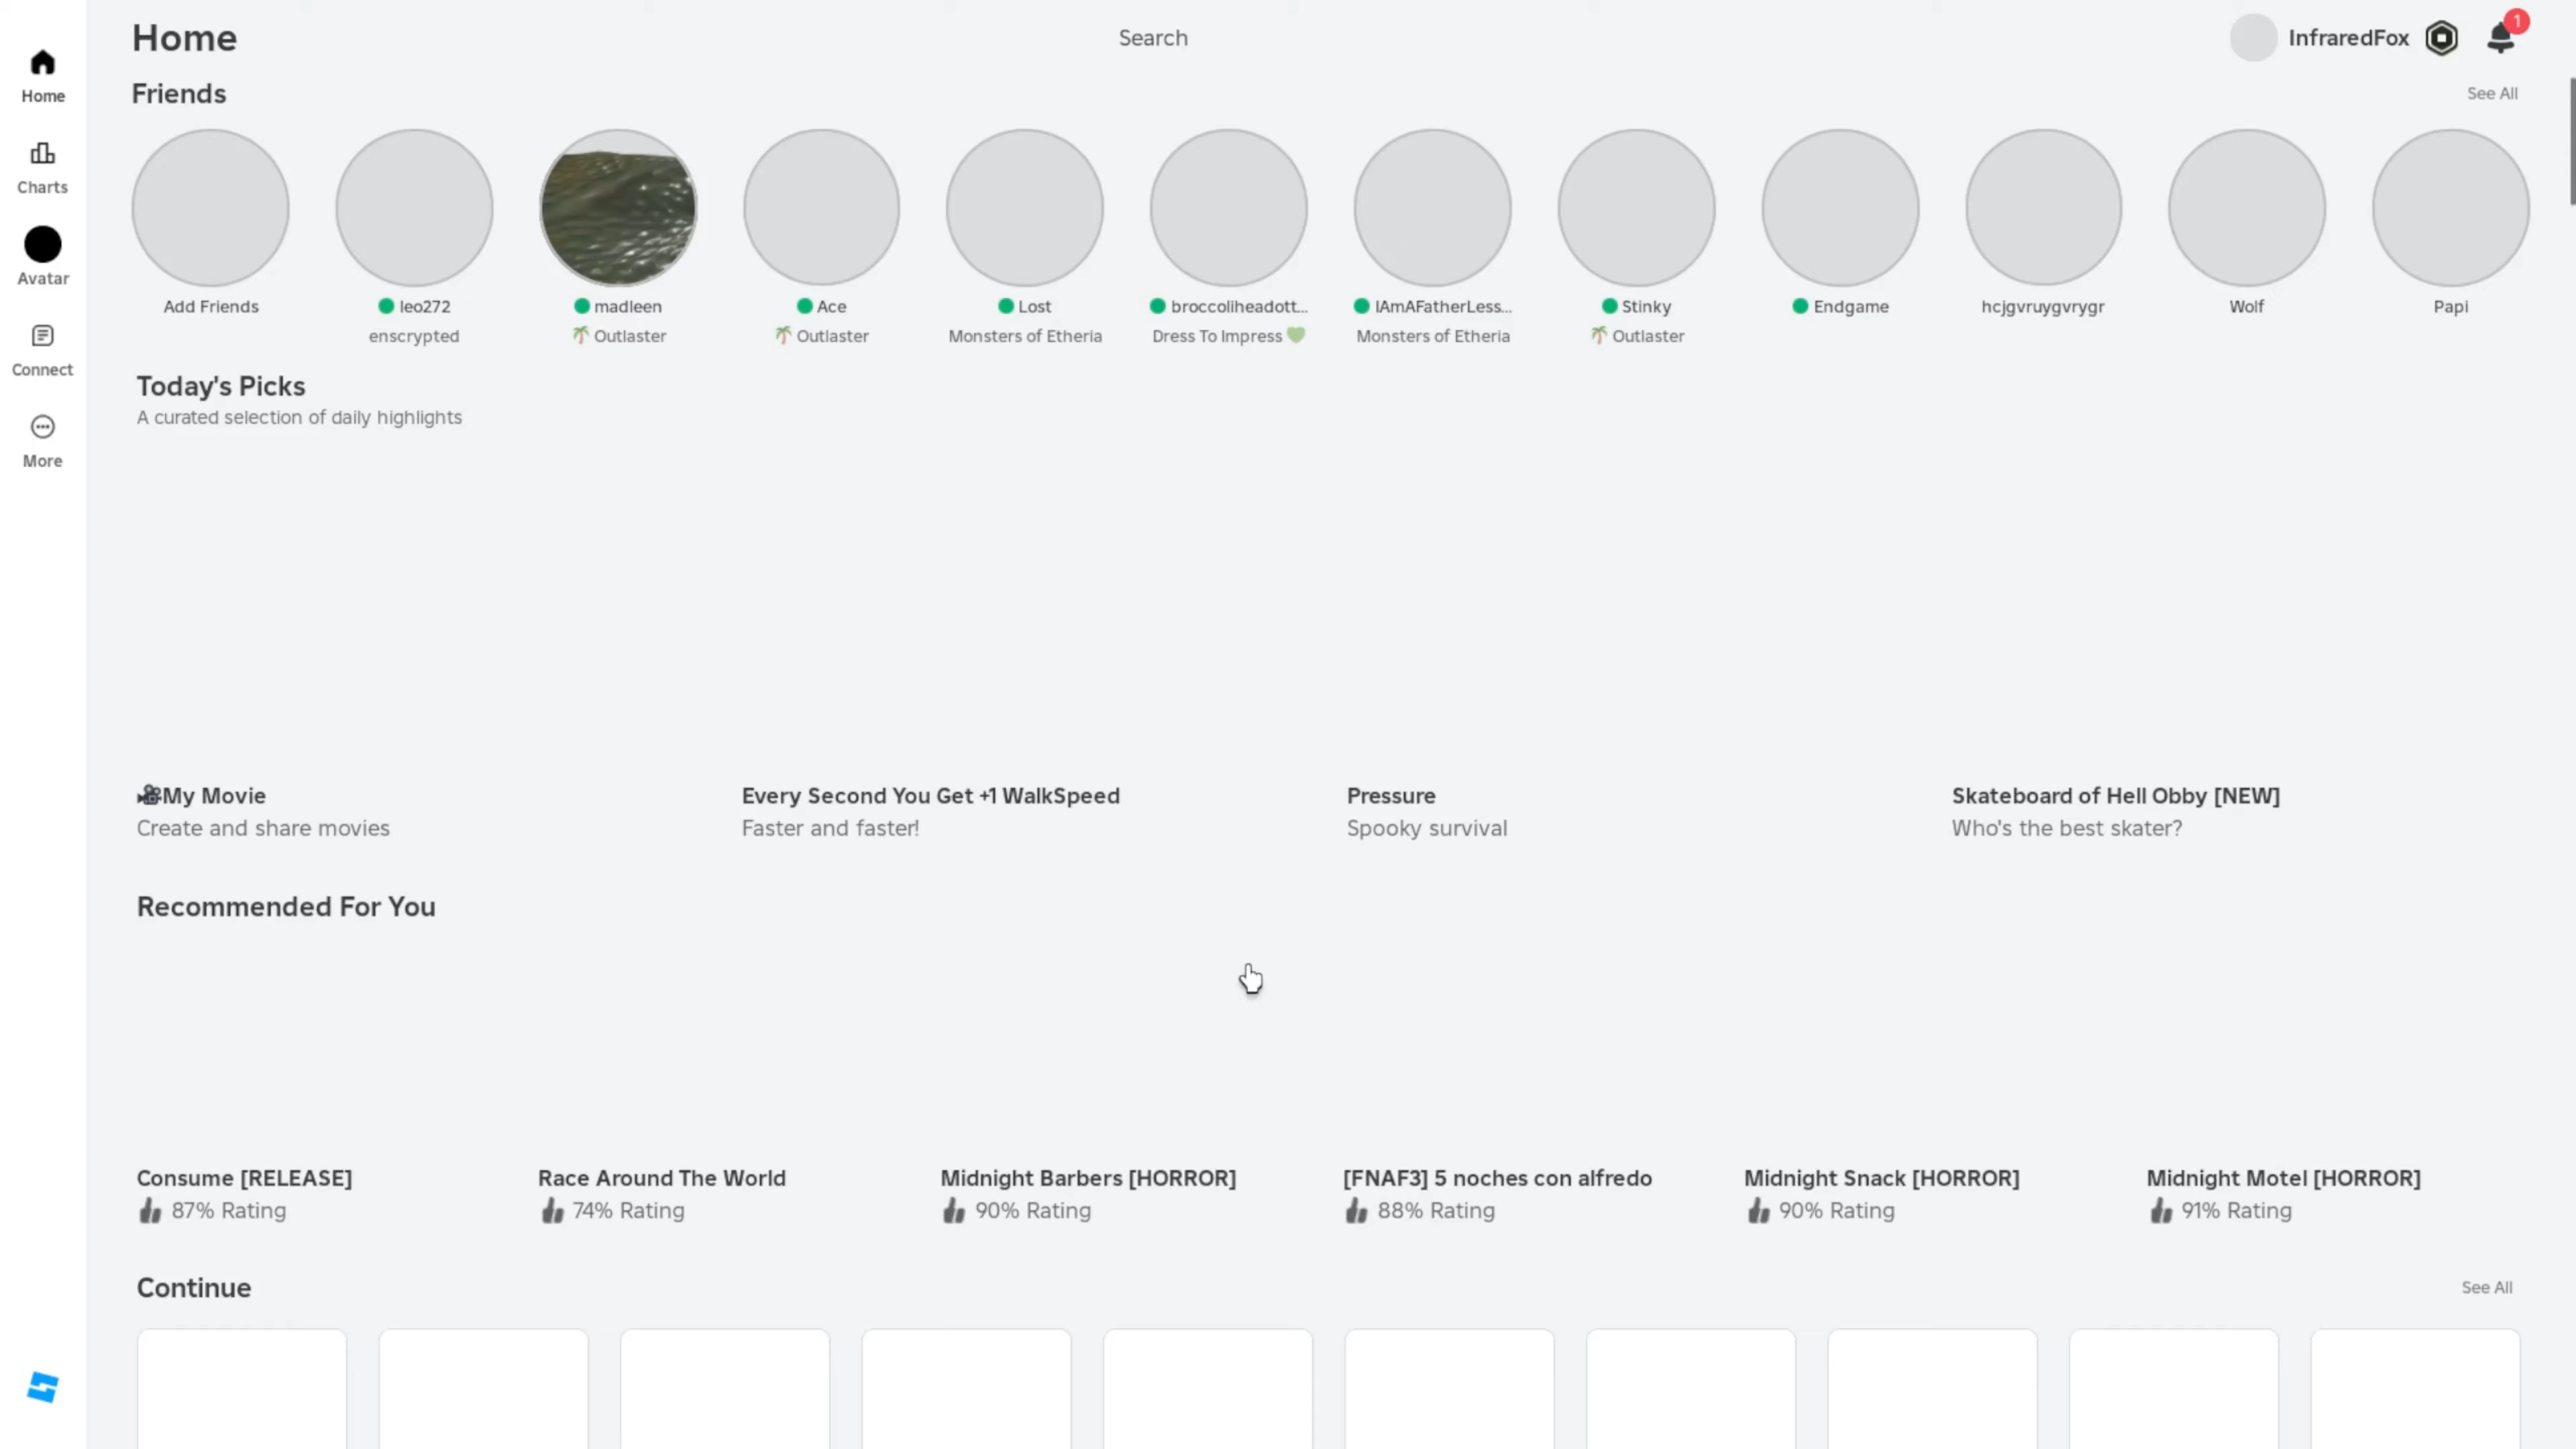 Home
Search
InfraredFox
1
Home
Charts
Avatar
Connect
More
Friends
See All
Add Friends
leo272
enscrypted
madleen
🌴 Outlaster
Ace
🌴 Outlaster
Lost
Monsters of Etheria
broccoliheadott...
Dress To Impress 💚
IAmAFatherLess...
Monsters of Etheria
Stinky
🌴 Outlaster
Endgame
hcjgvruygvrygr
Wolf
Papi
Today's Picks
A curated selection of daily highlights
🎥My Movie
Create and share movies
Every Second You Get +1 WalkSpeed
Faster and faster!
Pressure
Spooky survival
Skateboard of Hell Obby [NEW]
Who's the best skater?
Recommended For You
Consume [RELEASE]
87% Rating
Race Around The World
74% Rating
Midnight Barbers [HORROR]
90% Rating
[FNAF3] 5 noches con alfredo
88% Rating
Midnight Snack [HORROR]
90% Rating
Midnight Motel [HORROR]
91% Rating
Continue
See All